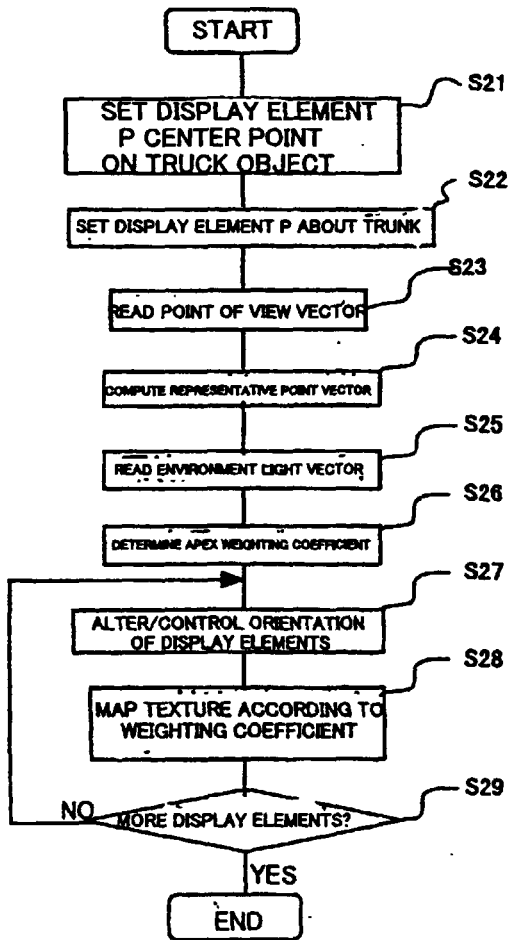 START
SET DISPLAY ELEMENT
P CENTER POINT
ON TRUCK OBJECT
S21
SET DISPLAY ELEMENT P ABOUT TRUNK
S22
READ POINT OF VIEW VECTOR
S23
COMPUTE REPRESENTATIVE POINT VECTOR
S24
READ ENVIRONMENT LIGHT VECTOR
S25
DETERMINE APEX WEIGHTING COEFFICIENT
S26
ALTER/CONTROL ORIENTATION
OF DISPLAY ELEMENTS
S27
MAP TEXTURE ACCORDING TO
WEIGHTING COEFFICIENT
S28
MORE DISPLAY ELEMENTS?
S29
NO
YES
END